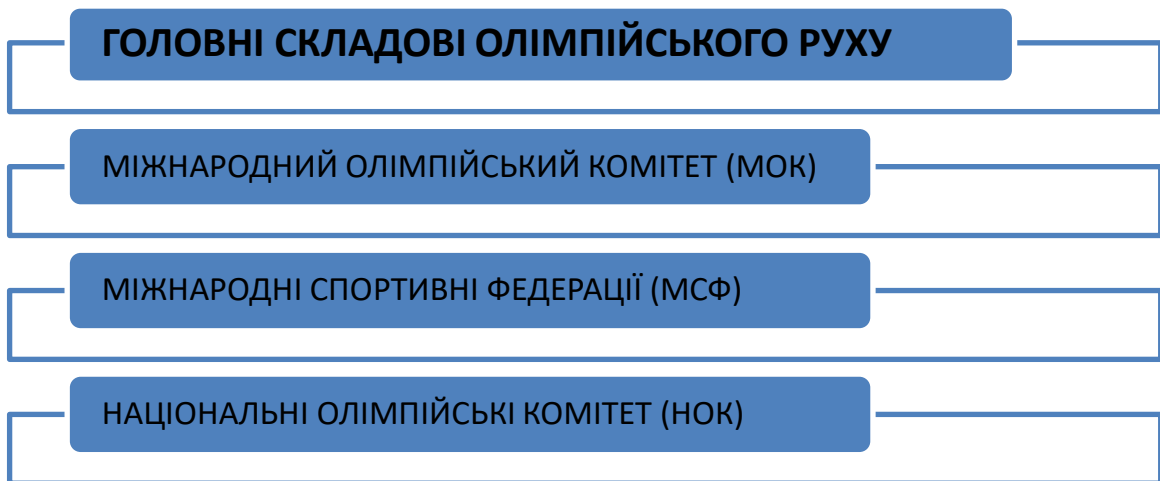 ГОЛОВНІ СКЛАДОВІ ОЛІМПІЙСЬКОГО РУХУ
МІЖНАРОДНИЙ ОЛІМПІЙСЬКИЙ КОМІТЕТ (МОК)
МІЖНАРОДНІ СПОРТИВНІ ФЕДЕРАЦІЇ (МСФ)
НАЦІОНАЛЬНІ ОЛІМПІЙСЬКІ КОМІТЕТ (НОК)